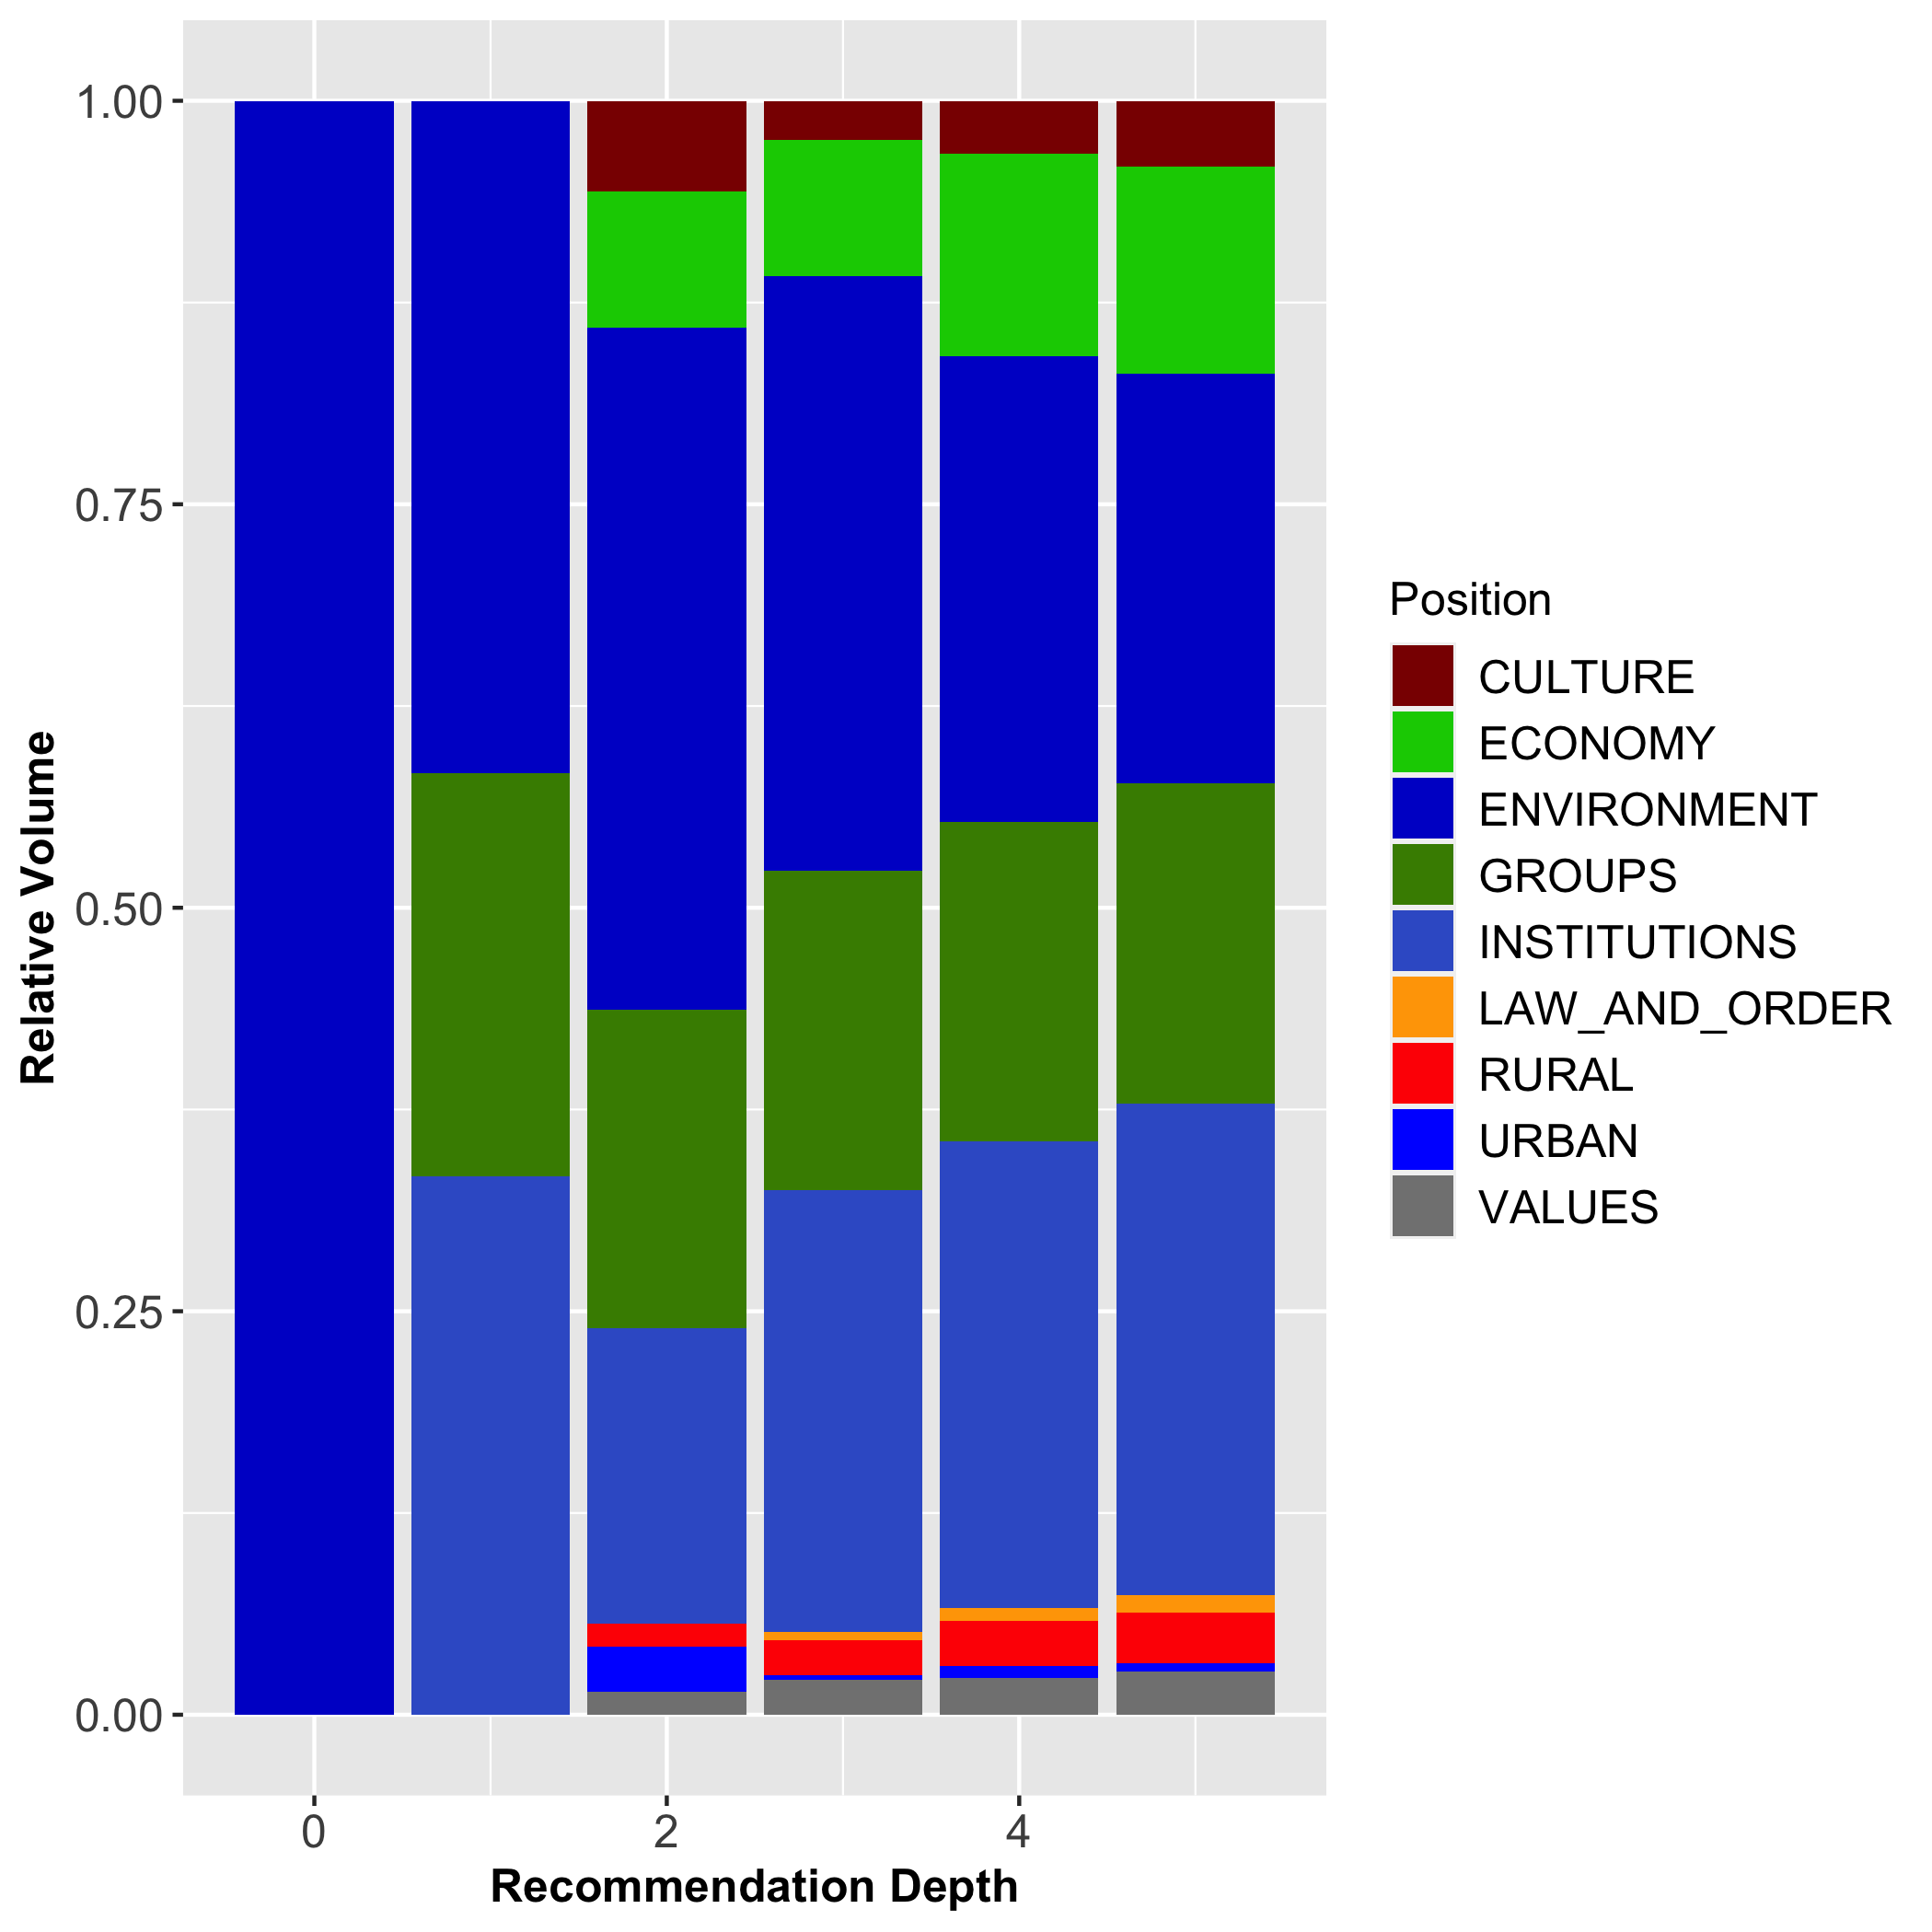 1.00
0.75
0.50
0.25
0.00
Relative Volume
0
2
4
Recommendation Depth
Position
CULTURE
ECONOMY
ENVIRONMENT
GROUPS
INSTITUTIONS
LAW_AND_ORDER
RURAL
URBAN
VALUES